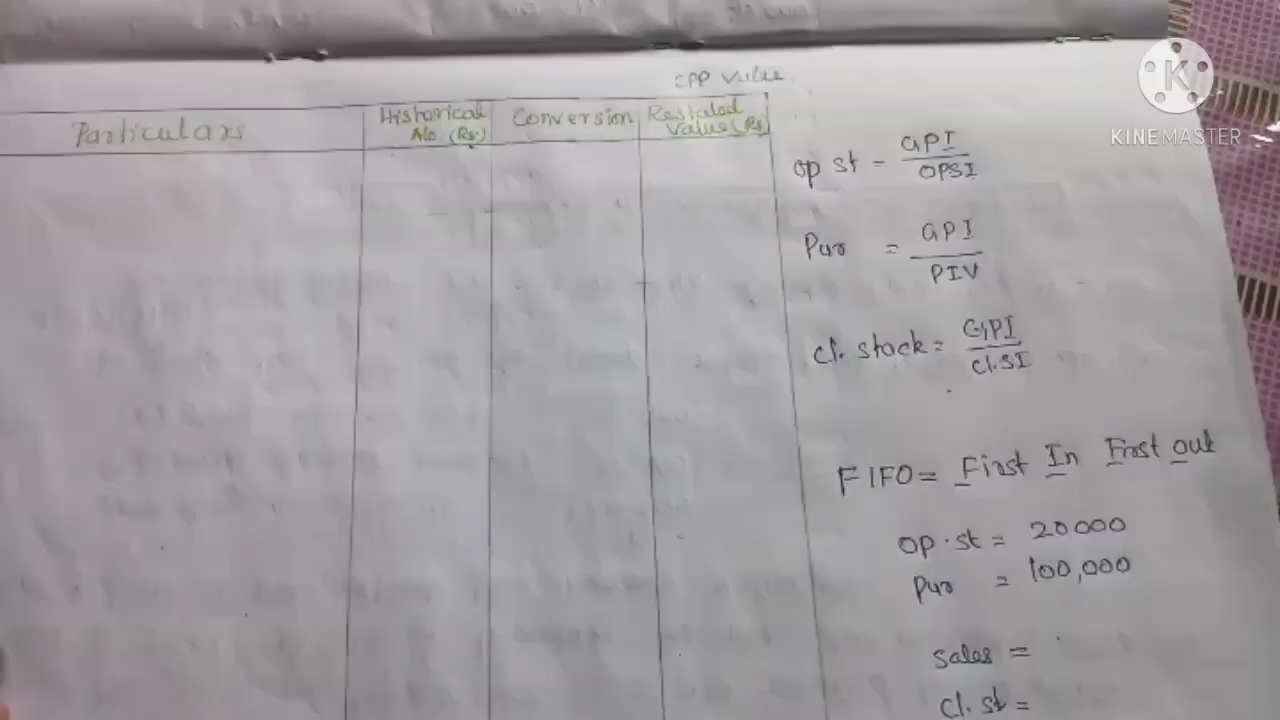 CPP Value
Particulars
Historical No (Rs.)
Conversion
Restated Value (Rs)
op st = GPI / OPSI
Pur = GPI / PIV
Cl. stock = GPI / Cl.SI
FIFO = First In First out
op. st = 20000
Pur = 100,000
Sales =
Cl. st =
KINEMASTER